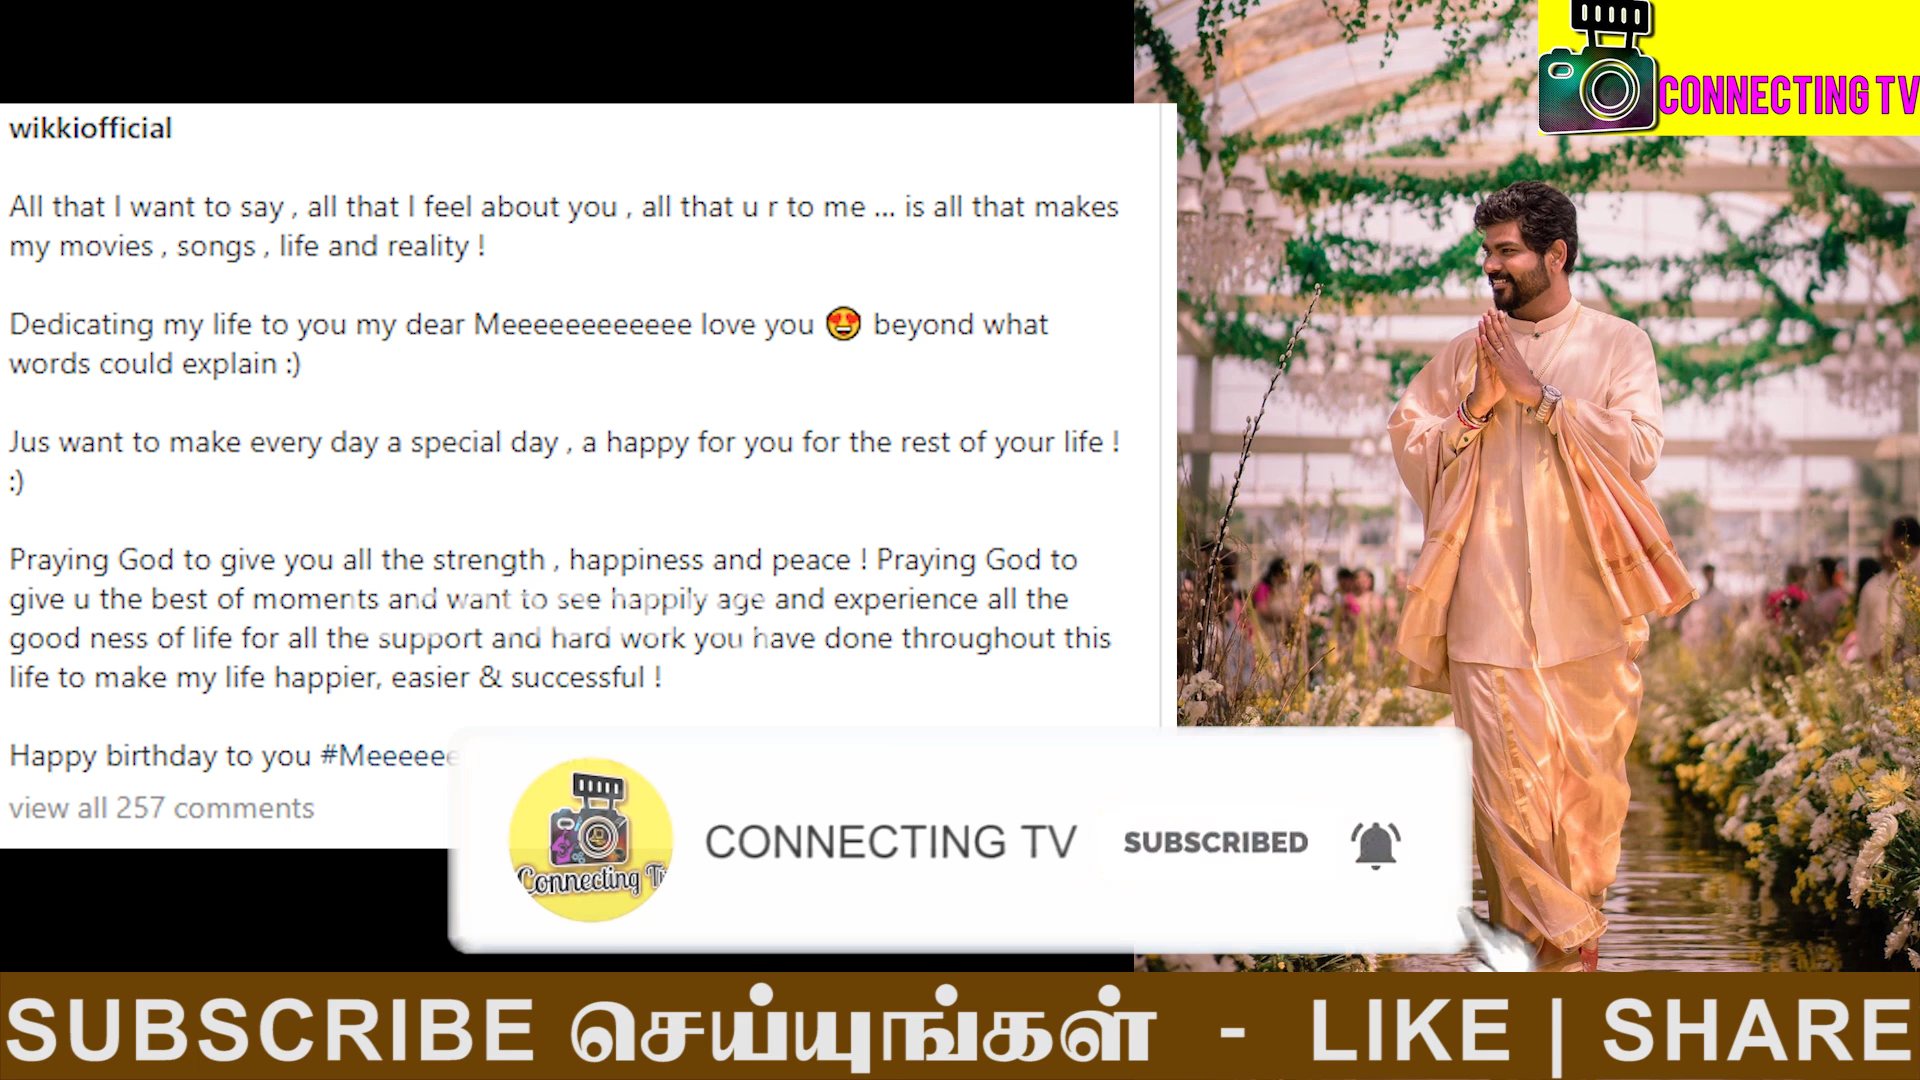 CONNECTING TV
wikkiofficial
All that I want to say , all that I feel about you , all that u r to me ... is all that makes
my movies , songs , life and reality !
Dedicating my life to you my dear Meeeeeeeeeeee love you 😍 beyond what
words could explain :)
Jus want to make every day a special day , a happy for you for the rest of your life !
:)
Praying God to give you all the strength , happiness and peace ! Praying God to
give u the best of moments and want to see happily age and experience all the
good ness of life for all the support and hard work you have done throughout this
life to make my life happier, easier & successful !
Happy birthday to you #Meeeeee
view all 257 comments
Connecting Tv
CONNECTING TV SUBSCRIBED
SUBSCRIBE செய்யுங்கள் - LIKE | SHARE